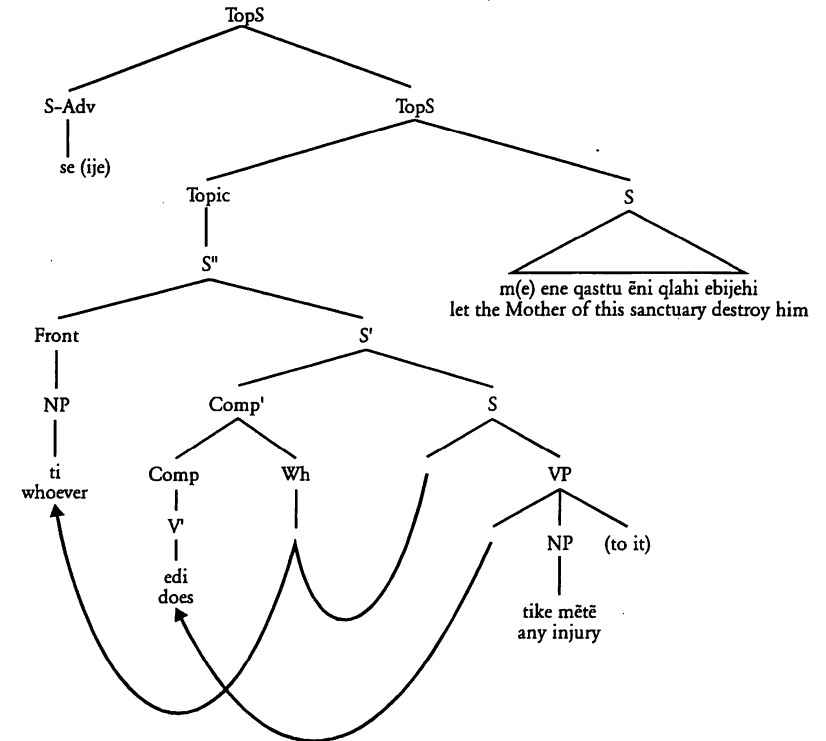 TopS
S-Adv TopS
se (ije)
Topic S
S"
m(e) ene qasttu ēni qlahi ebijehi
let the Mother of this sanctuary destroy him
Front S'
NP Comp' S
ti Comp Wh VP
whoever
V' NP (to it)
edi
does
tike mētē
any injury